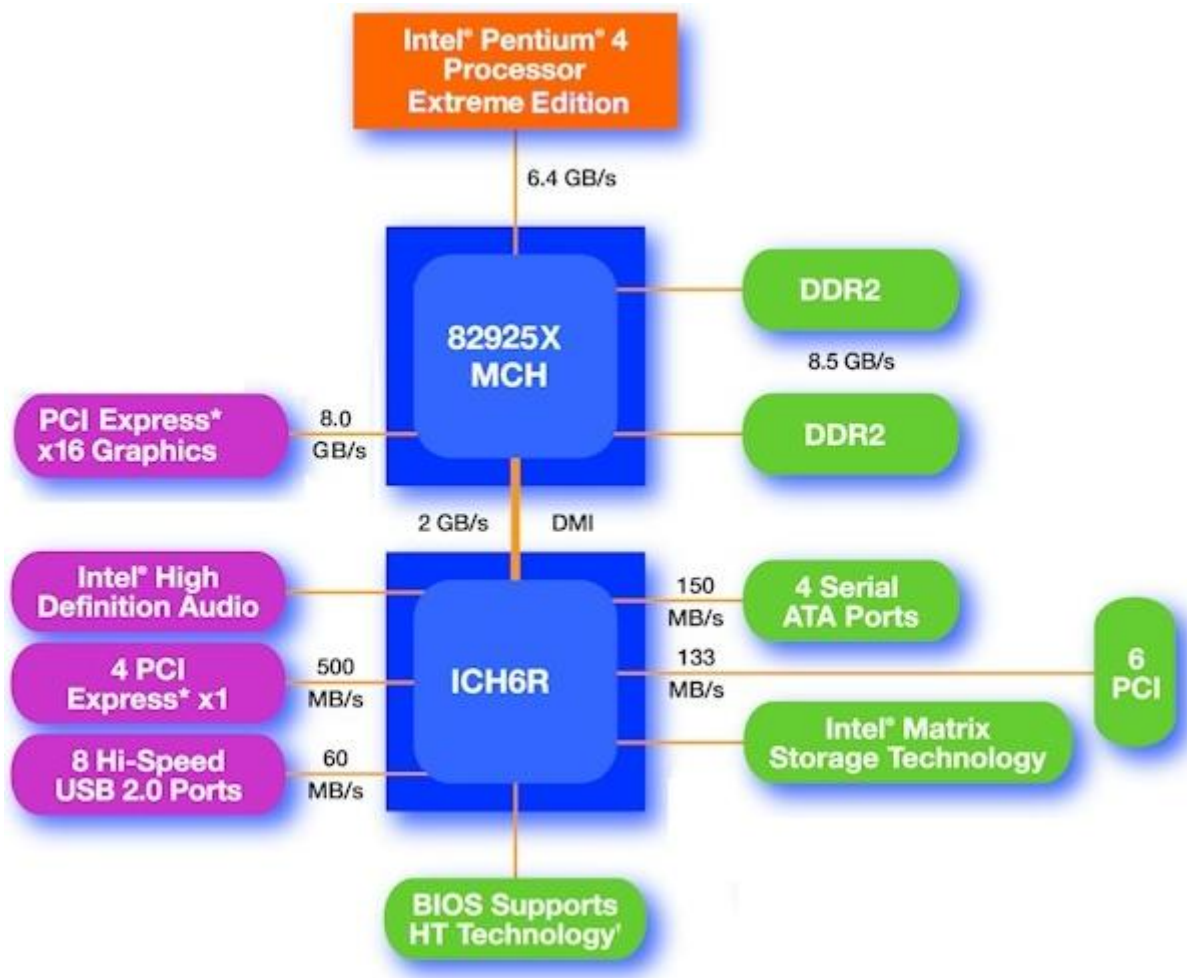 Intel® Pentium® 4
Processor
Extreme Edition
6.4 GB/s
82925X
MCH
DDR2
8.5 GB/s
DDR2
PCI Express*
x16 Graphics
8.0
GB/s
2 GB/s
DMI
Intel® High
Definition Audio
4 PCI
Express* x1
500
MB/s
8 Hi-Speed
USB 2.0 Ports
60
MB/s
ICH6R
150
MB/s
4 Serial
ATA Ports
133
MB/s
6
PCI
Intel® Matrix
Storage Technology
BIOS Supports
HT Technology†